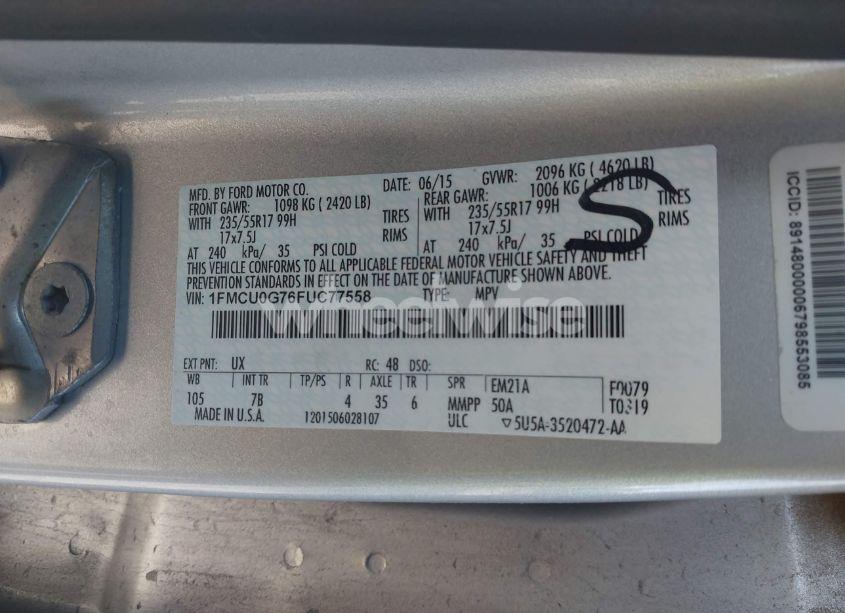 MFD. BY FORD MOTOR CO. DATE: 06/15 GVWR: 2096 KG ( 4620 LB)
FRONT GAWR: 1098 KG ( 2420 LB) REAR GAWR: 1006 KG ( 2218 LB)
WITH 235/55R17 99H TIRES WITH 235/55R17 99H TIRES
17x7.5J RIMS 17x7.5J RIMS
AT 240 kPa/ 35 PSI COLD AT 240 kPa/ 35 PSI COLD
S
THIS VEHICLE CONFORMS TO ALL APPLICABLE FEDERAL MOTOR VEHICLE SAFETY AND THEFT
PREVENTION STANDARDS IN EFFECT ON THE DATE OF MANUFACTURE SHOWN ABOVE.
VIN: 1FMCU0G76FUC77558 TYPE: MPV
wheelwise
EXT PNT: UX RC: 48 DSO:
WB INT TR TP/PS R AXLE TR SPR EM21A F0079
105 7B 4 35 6 MMPP 50A T0319
MADE IN U.S.A. 1201506028107 ULC ▽5U5A-3520472-AA
ICCID: 89148000006798553085